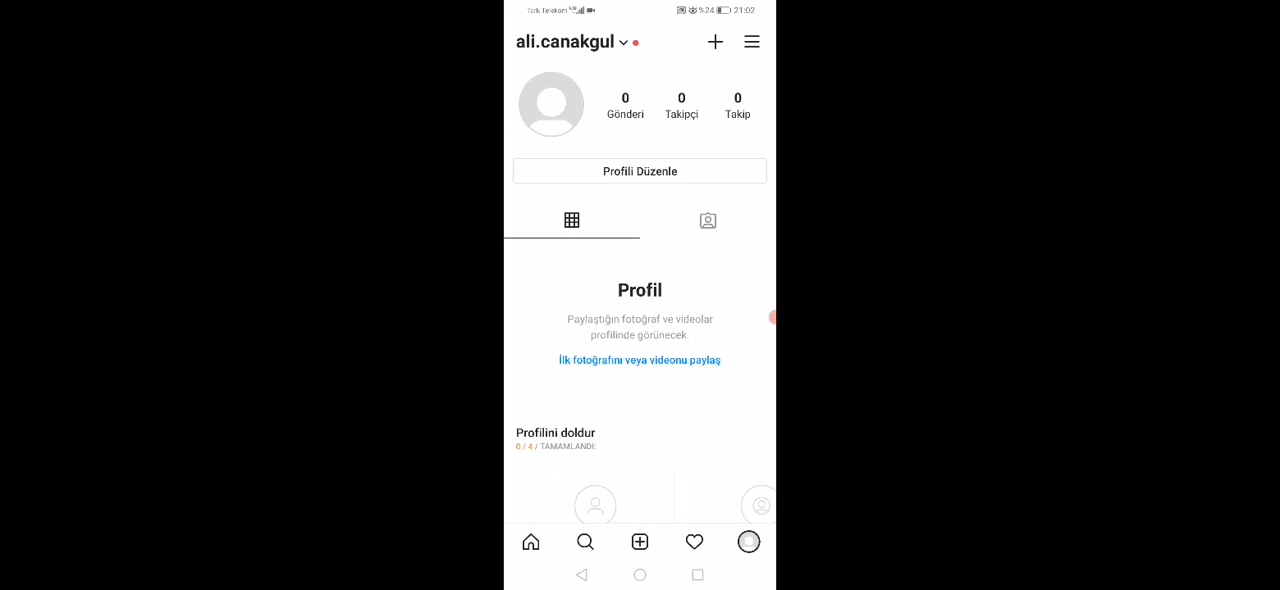 Turk Telekom %24 21:02
ali.canakgul
0 0 0
Gönderi Takipçi Takip
Profili Düzenle
Profil
Paylaştığın fotoğraf ve videolar
profilinde görünecek.
İlk fotoğrafını veya videonu paylaş
Profilini doldur
0 / 4 / TAMAMLANDI: